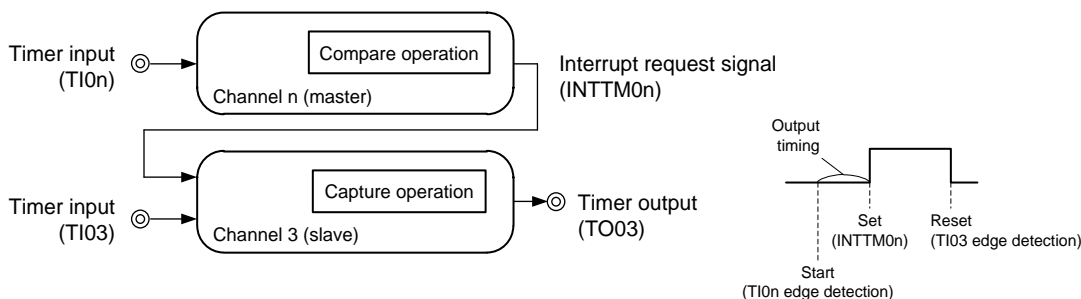 Timer input
(TI0n)
Compare operation
Channel n (master)
Interrupt request signal
(INTTM0n)
Timer input
(TI03)
Capture operation
Channel 3 (slave)
Timer output
(TO03)
Output
timing
Set
(INTTM0n)
Reset
(TI03 edge detection)
Start
(TI0n edge detection)